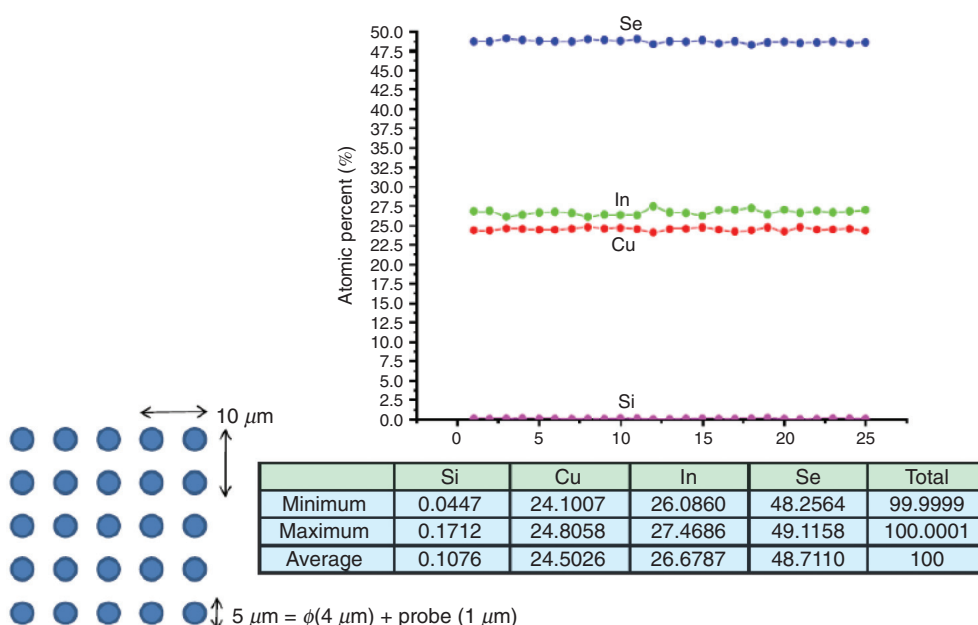 Se
50.0
47.5
45.0
42.5
40.0
37.5
35.0
32.5
30.0
27.5
25.0
22.5
20.0
17.5
15.0
12.5
10.0
7.5
5.0
2.5
0.0
Atomic percent (%)
In
Cu
Si
0 5 10 15 20 25
10 μm
5 μm = ϕ(4 μm) + probe (1 μm)
Si Cu In Se Total
Minimum 0.0447 24.1007 26.0860 48.2564 99.9999
Maximum 0.1712 24.8058 27.4686 49.1158 100.0001
Average 0.1076 24.5026 26.6787 48.7110 100